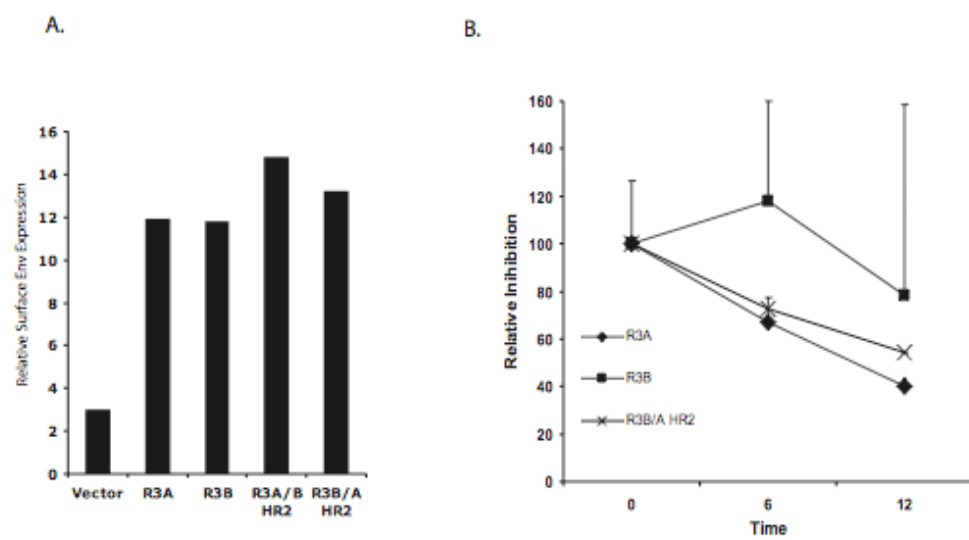 A.
Relative Surface Env Expression
16
14
12
10
8
6
4
2
0
Vector
R3A
R3B
R3A/B
HR2
R3B/A
HR2
B.
Relative Inihibition
160
140
120
100
80
60
40
20
0
R3A
R3B
R3B/A HR2
0
6
12
Time